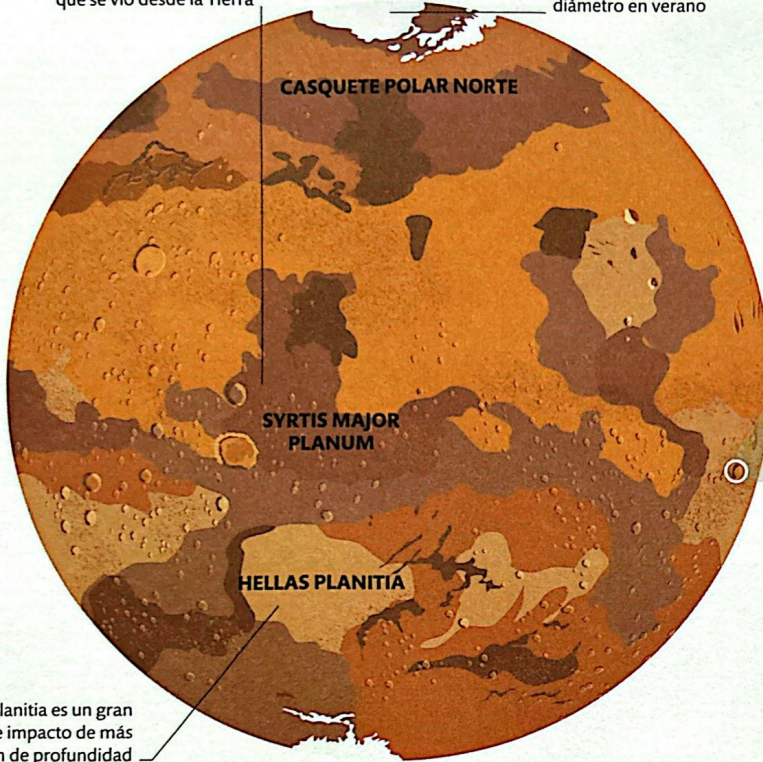 que se vio desde la Tierra
diámetro en verano
CASQUETE POLAR NORTE
SYRTIS MAJOR
PLANUM
HELLAS PLANITIA
lanitia es un gran
e impacto de más
de profundidad